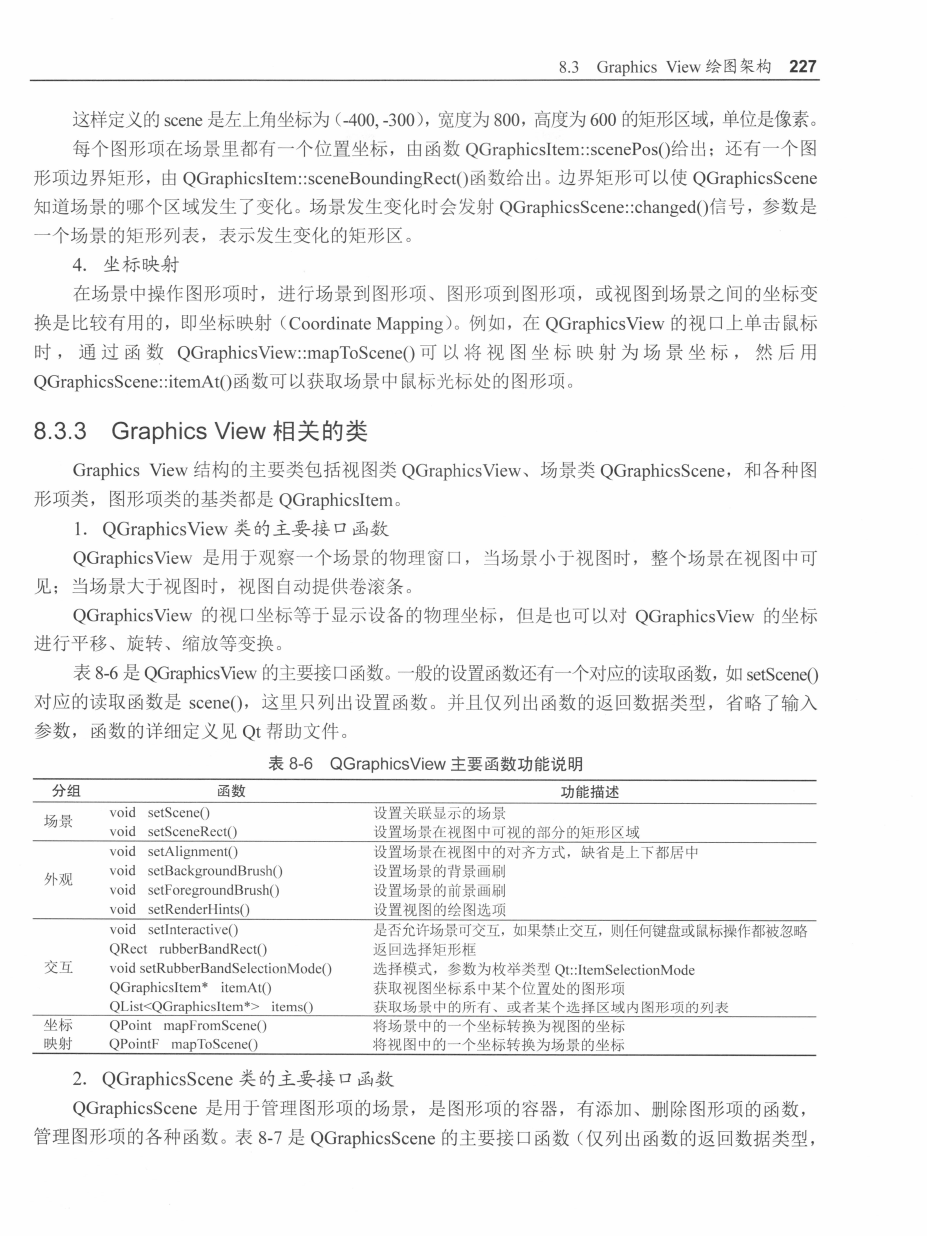 8.3 Graphics View 绘图架构 227
这样定义的 scene 是左上角坐标为（-400, -300），宽度为 800，高度为 600 的矩形区域，单位是像素。
每个图形项在场景里都有一个位置坐标，由函数 QGraphicsItem::scenePos()给出；还有一个图
形项边界矩形，由 QGraphicsItem::sceneBoundingRect()函数给出。边界矩形可以使 QGraphicsScene
知道场景的哪个区域发生了变化。场景发生变化时会发射 QGraphicsScene::changed()信号，参数是
一个场景的矩形列表，表示发生变化的矩形区。
4. 坐标映射
在场景中操作图形项时，进行场景到图形项、图形项到图形项，或视图到场景之间的坐标变
换是比较有用的，即坐标映射（Coordinate Mapping）。例如，在 QGraphicsView 的视口上单击鼠标
时，通过函数 QGraphicsView::mapToScene()可以将视图坐标映射为场景坐标，然后用
QGraphicsScene::itemAt()函数可以获取场景中鼠标光标处的图形项。
8.3.3 Graphics View 相关的类
Graphics View 结构的主要类包括视图类 QGraphicsView、场景类 QGraphicsScene，和各种图
形项类，图形项类的基类都是 QGraphicsItem。
1. QGraphicsView 类的主要接口函数
QGraphicsView 是用于观察一个场景的物理窗口，当场景小于视图时，整个场景在视图中可
见；当场景大于视图时，视图自动提供卷滚条。
QGraphicsView 的视口坐标等于显示设备的物理坐标，但是也可以对 QGraphicsView 的坐标
进行平移、旋转、缩放等变换。
表 8-6 是 QGraphicsView 的主要接口函数。一般的设置函数还有一个对应的读取函数，如 setScene()
对应的读取函数是 scene()，这里只列出设置函数。并且仅列出函数的返回数据类型，省略了输入
参数，函数的详细定义见 Qt 帮助文件。
表 8-6 QGraphicsView 主要函数功能说明
分组 函数 功能描述
场景 void setScene() 设置关联显示的场景
void setSceneRect() 设置场景在视图中可视的部分的矩形区域
外观 void setAlignment() 设置场景在视图中的对齐方式，缺省是上下都居中
void setBackgroundBrush() 设置场景的背景画刷
void setForegroundBrush() 设置场景的前景画刷
void setRenderHints() 设置视图的绘图选项
交互 void setInteractive() 是否允许场景可交互，如果禁止交互，则任何键盘或鼠标操作都被忽略
QRect rubberBandRect() 返回选择矩形框
void setRubberBandSelectionMode() 选择模式，参数为枚举类型 Qt::ItemSelectionMode
QGraphicsItem* itemAt() 获取视图坐标系中某个位置处的图形项
QList<QGraphicsItem*> items() 获取场景中的所有、或者某个选择区域内图形项的列表
坐标 QPoint mapFromScene() 将场景中的一个坐标转换为视图的坐标
映射 QPointF mapToScene() 将视图中的一个坐标转换为场景的坐标
2. QGraphicsScene 类的主要接口函数
QGraphicsScene 是用于管理图形项的场景，是图形项的容器，有添加、删除图形项的函数，
管理图形项的各种函数。表 8-7 是 QGraphicsScene 的主要接口函数（仅列出函数的返回数据类型，